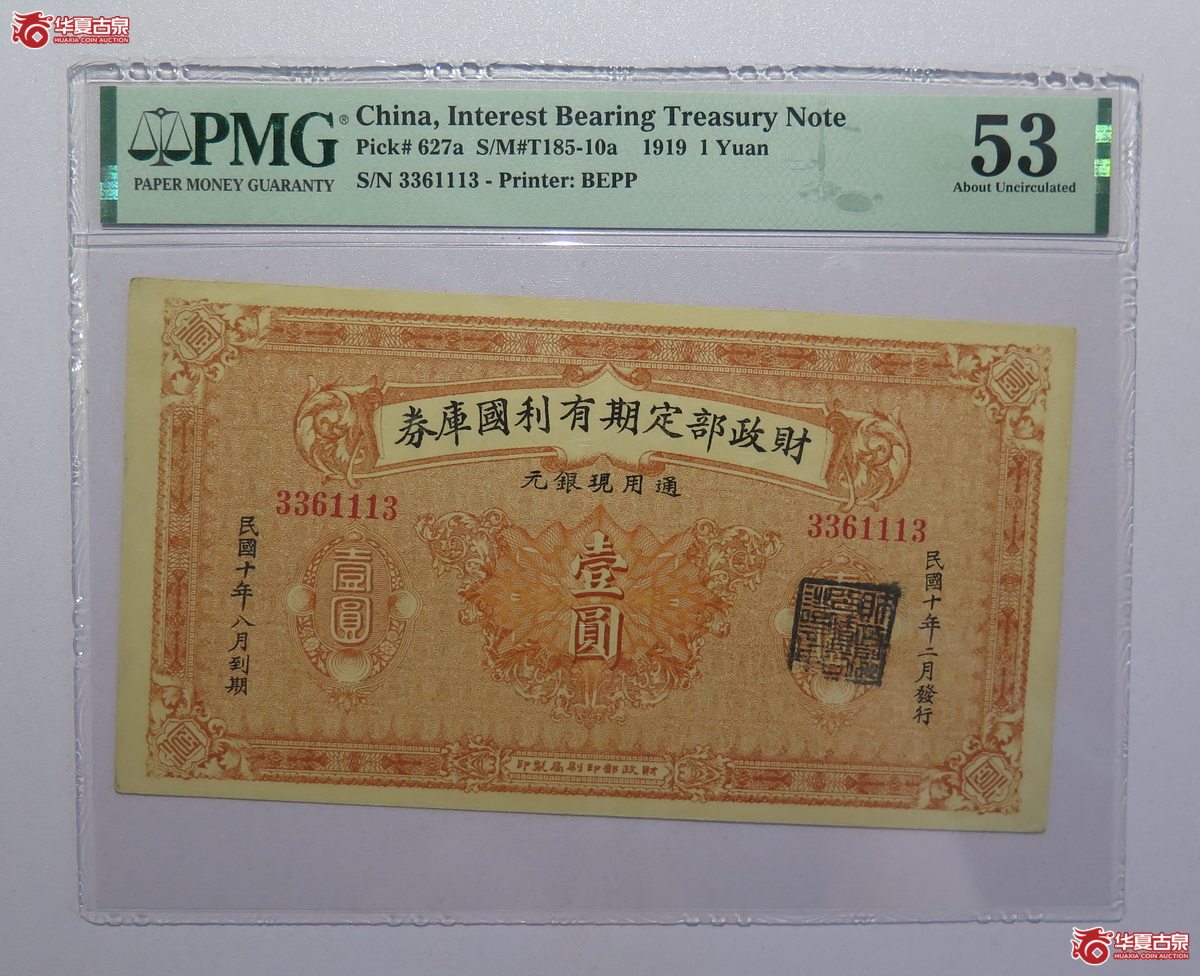 华夏古泉
HUAXIA COIN AUCTION
PMG®
PAPER MONEY GUARANTY
China, Interest Bearing Treasury Note
Pick# 627a S/M#T185-10a 1919 1 Yuan
S/N 3361113 - Printer: BEPP
53
About Uncirculated
財政部定期有利國庫券
通用現銀元
3361113
3361113
民國十年二月發行
壹圓
壹圓
民國十年八月到期
財政部印刷局製印
华夏古泉
HUAXIA COIN AUCTION